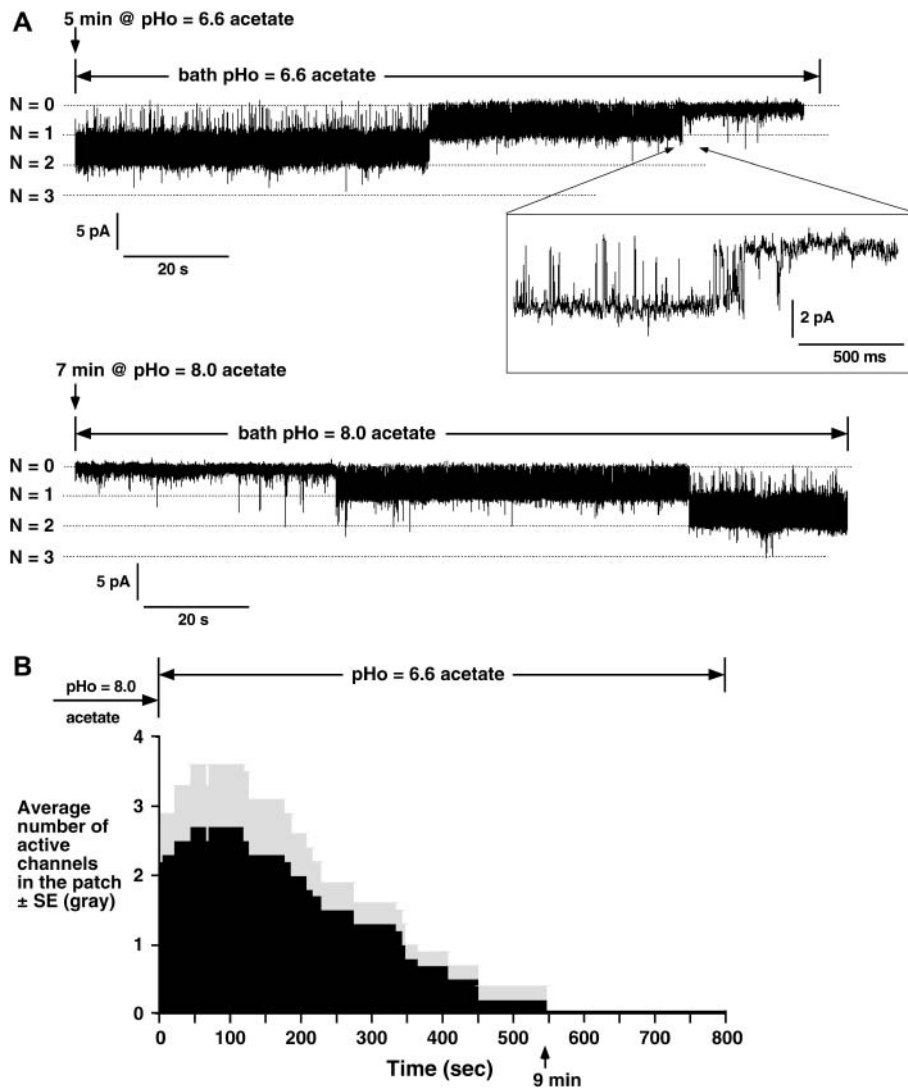 A
5 min @ pHo = 6.6 acetate
bath pHo = 6.6 acetate
N = 0
N = 1
N = 2
N = 3
5 pA
20 s
2 pA
500 ms
7 min @ pHo = 8.0 acetate
bath pHo = 8.0 acetate
N = 0
N = 1
N = 2
N = 3
5 pA
20 s
B
pHo = 6.6 acetate
pHo = 8.0
acetate
Average
number of
active
channels
in the patch
± SE (gray)
4
3
2
1
0
0 100 200 300 400 500 600 700 800
Time (sec)
9 min